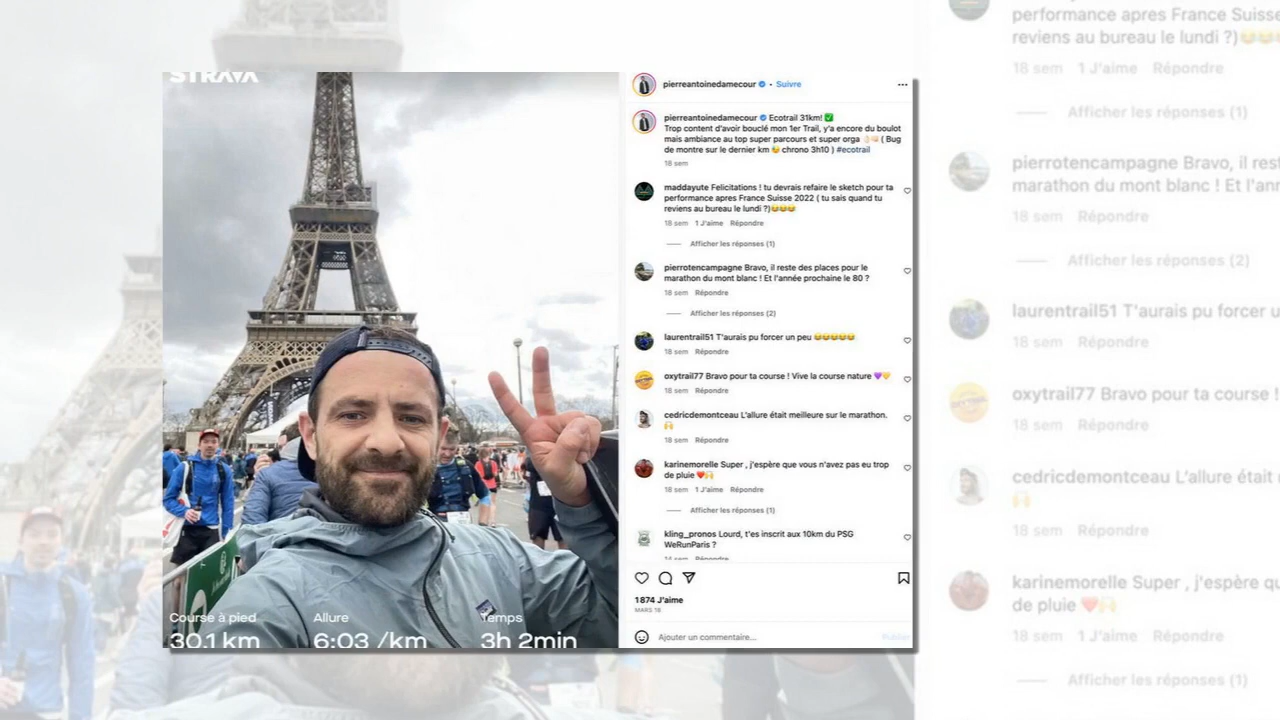 STRAVA
Course à pied
Allure
Temps
30.1 km
6:03 /km
3h 2min
pierreantoinedamecour • Suivre
pierreantoinedamecour Ecotrail 31km! ✅
Trop content d'avoir bouclé mon 1er Trail, y'a encore du boulot
mais ambiance au top super parcours et super orga ( Bug
de montre sur le dernier km chrono 3h10 ) #ecotrail
18 sem
maddayute Felicitations ! tu devrais refaire le sketch pour ta
performance apres France Suisse 2022 ( tu sais quand tu
reviens au bureau le lundi ?)😂😂😂
18 sem 1 J'aime Répondre
Afficher les réponses (1)
pierrotencampagne Bravo, il reste des places pour le
marathon du mont blanc ! Et l'année prochaine le 80 ?
18 sem Répondre
Afficher les réponses (2)
laurentrail51 T'aurais pu forcer un peu 😂😂😂😂😂
18 sem Répondre
oxytrail77 Bravo pour ta course ! Vive la course nature 💜💛
18 sem Répondre
cedricdemontceau L'allure était meilleure sur le marathon.
🙌
18 sem Répondre
karinemorelle Super , j'espère que vous n'avez pas eu trop
de pluie ❤️🙌
18 sem 1 J'aime Répondre
Afficher les réponses (1)
kling_pronos Lourd, t'es inscrit aux 10km du PSG
WeRunParis ?
14 sem Répondre
1 874 J'aime
MARS 18
Ajouter un commentaire...
Publier
performance apres France Suisse
reviens au bureau le lundi ?)😂😂
18 sem 1 J'aime Répondre
Afficher les réponses (1)
pierrotencampagne Bravo, il rest
marathon du mont blanc ! Et l'ann
18 sem Répondre
Afficher les réponses (2)
laurentrail51 T'aurais pu forcer u
18 sem Répondre
oxytrail77 Bravo pour ta course !
18 sem Répondre
cedricdemontceau L'allure était
🙌
18 sem Répondre
karinemorelle Super , j'espère qu
de pluie ❤️🙌
18 sem 1 J'aime Répondre
Afficher les réponses (1)